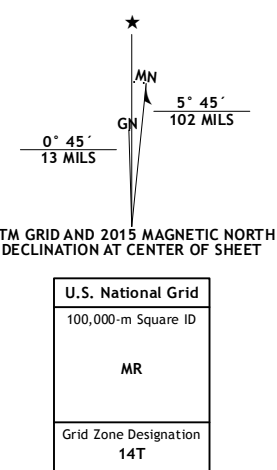 ★
MN
GN
5° 45´
102 MILS
0° 45´
13 MILS
TM GRID AND 2015 MAGNETIC NORTH
DECLINATION AT CENTER OF SHEET
U.S. National Grid
100,000-m Square ID
MR
Grid Zone Designation
14T